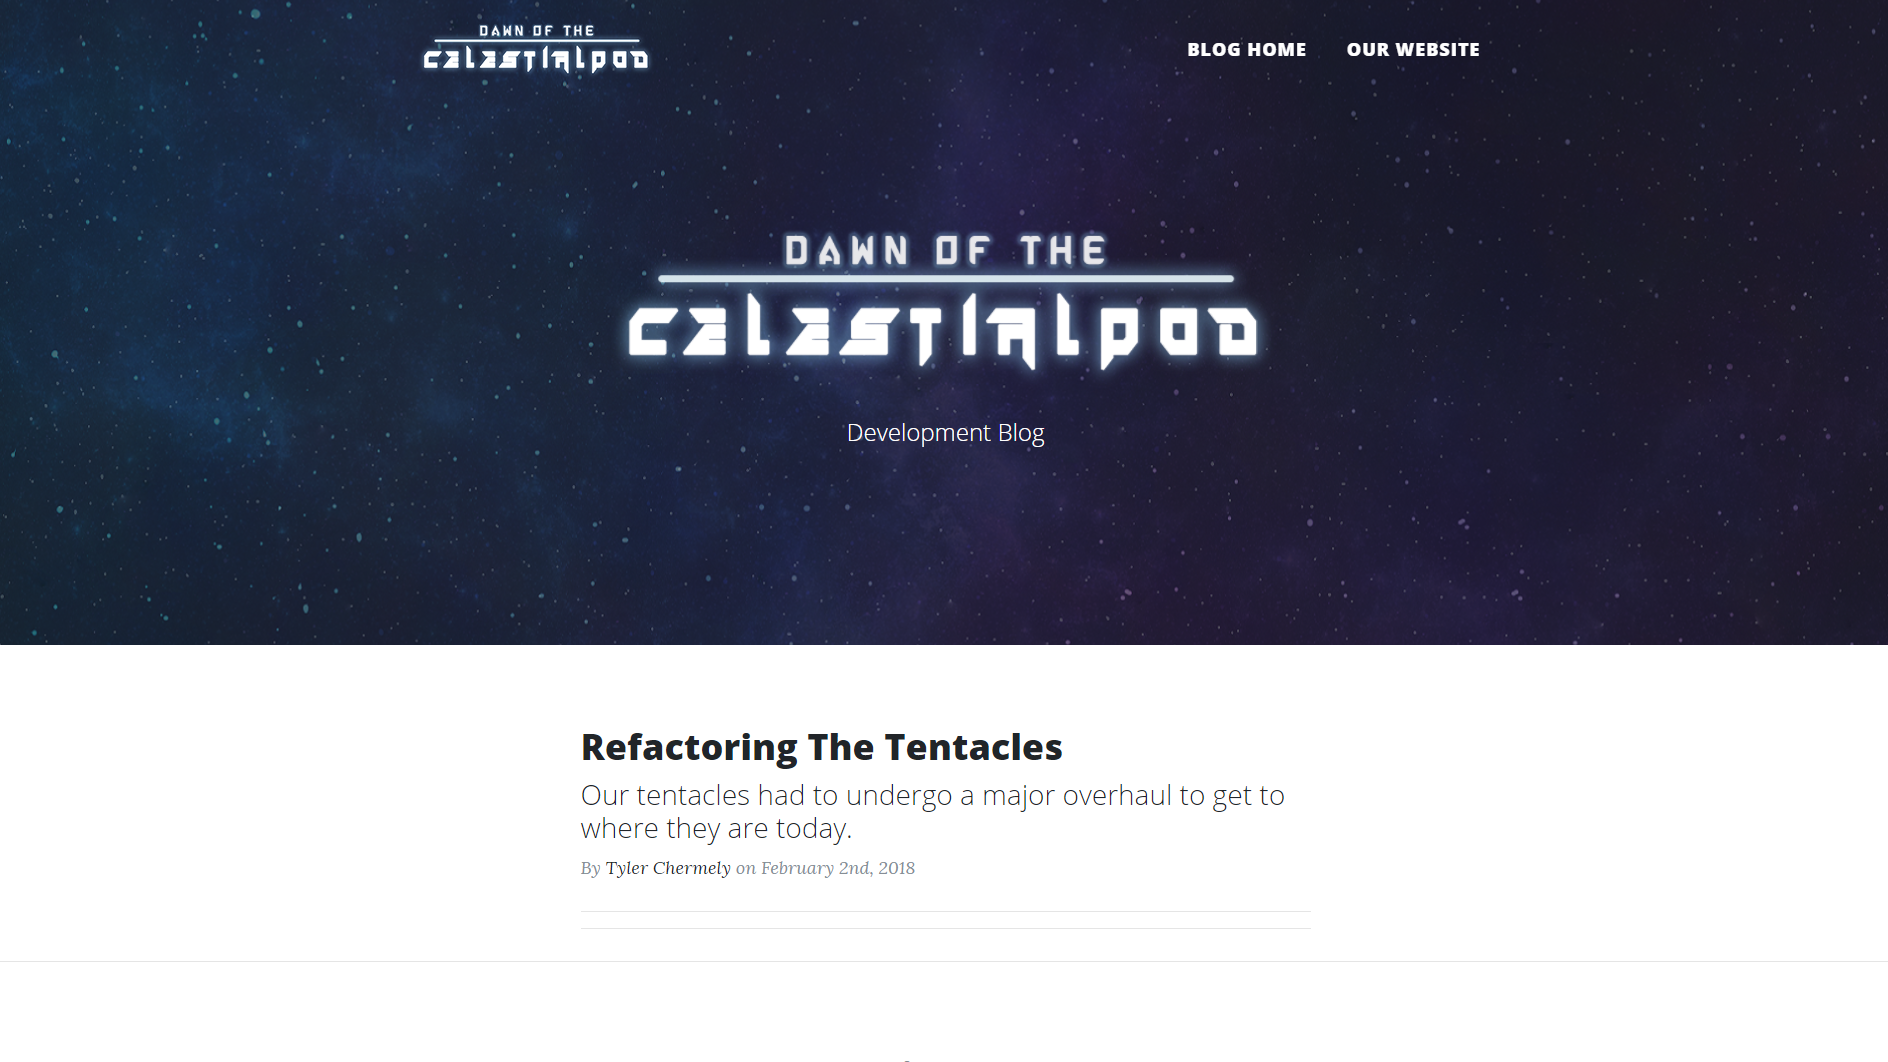 DAWN OF THE
CELESTIALPOD
BLOG HOME
OUR WEBSITE
DAWN OF THE
CELESTIALPOD
Development Blog
Refactoring The Tentacles
Our tentacles had to undergo a major overhaul to get to
where they are today.
By Tyler Chermely on February 2nd, 2018